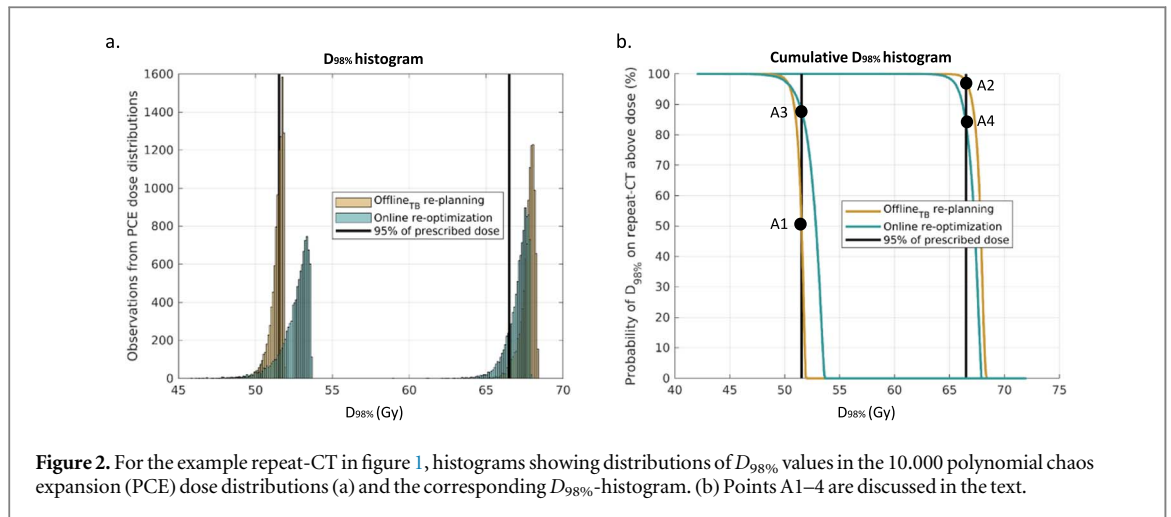 a.
D98% histogram
Observations from PCE dose distributions
1600
1400
1200
1000
800
600
400
200
0
45
50
55
60
65
70
D98% (Gy)
OfflineTB re-planning
Online re-optimization
95% of prescribed dose
b.
Cumulative D98% histogram
Probability of D98% on repeat-CT above dose (%)
100
90
80
70
60
50
40
30
20
10
0
40
45
50
55
60
65
70
75
D98% (Gy)
A2
A3
A4
A1
OfflineTB re-planning
Online re-optimization
95% of prescribed dose
Figure 2. For the example repeat-CT in figure 1, histograms showing distributions of D98% values in the 10.000 polynomial chaos
expansion (PCE) dose distributions (a) and the corresponding D98%-histogram. (b) Points A1–4 are discussed in the text.